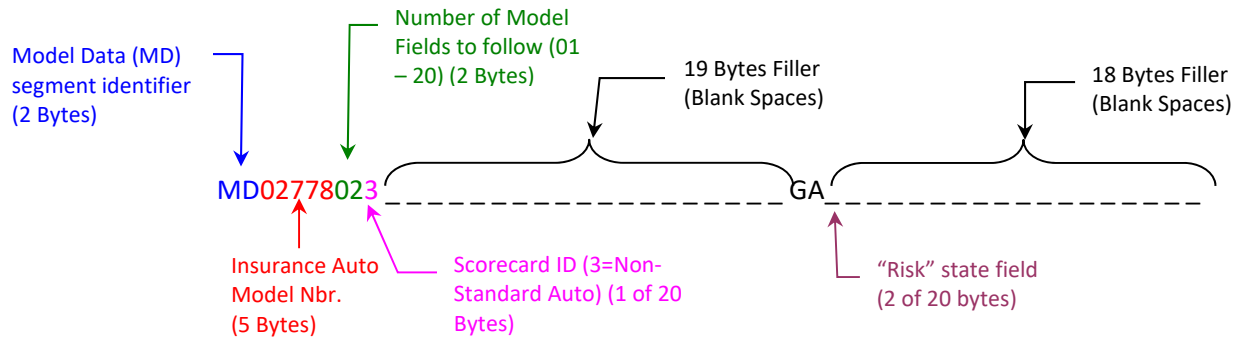 Number of Model
Fields to follow (01
– 20) (2 Bytes)
Model Data (MD)
segment identifier
(2 Bytes)
19 Bytes Filler
(Blank Spaces)
18 Bytes Filler
(Blank Spaces)
MD02778023_ _ _ _ _ _ _ _ _ _ _ _ _ _ _ _ _ _ _GA_ _ _ _ _ _ _ _ _ _ _ _ _ _ _ _ _ _
Insurance Auto
Model Nbr.
(5 Bytes)
Scorecard ID (3=Non-
Standard Auto) (1 of 20
Bytes)
“Risk” state field
(2 of 20 bytes)